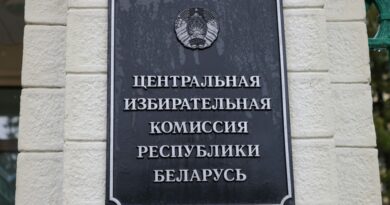 ЦЕНТРАЛЬНАЯ
ИЗБИРАТЕЛЬНАЯ
КОМИССИЯ
РЕСПУБЛИКИ
БЕЛАРУСЬ